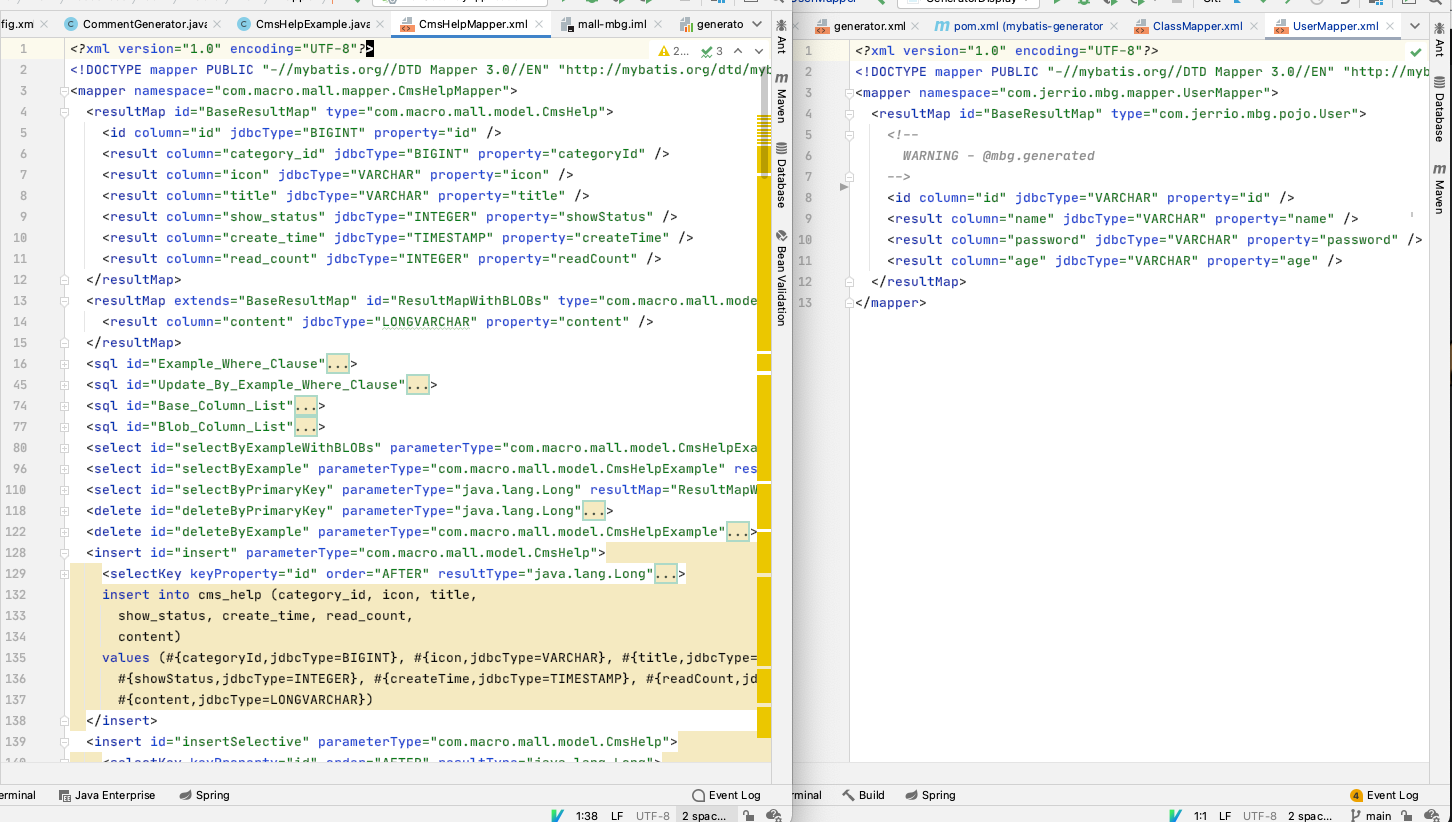 fig.xm
CommentGenerator.java
CmsHelpExample.java
CmsHelpMapper.xml
mall-mbg.iml
generato
1 <?xml version="1.0" encoding="UTF-8"?>
2... 3
2 <!DOCTYPE mapper PUBLIC "-//mybatis.org//DTD Mapper 3.0//EN" "http://mybatis.org/dtd/myb
3 <mapper namespace="com.macro.mall.mapper.CmsHelpMapper">
4 <resultMap id="BaseResultMap" type="com.macro.mall.model.CmsHelp">
5 <id column="id" jdbcType="BIGINT" property="id" />
6 <result column="category_id" jdbcType="BIGINT" property="categoryId" />
7 <result column="icon" jdbcType="VARCHAR" property="icon" />
8 <result column="title" jdbcType="VARCHAR" property="title" />
9 <result column="show_status" jdbcType="INTEGER" property="showStatus" />
10 <result column="create_time" jdbcType="TIMESTAMP" property="createTime" />
11 <result column="read_count" jdbcType="INTEGER" property="readCount" />
12 </resultMap>
13 <resultMap extends="BaseResultMap" id="ResultMapWithBLOBs" type="com.macro.mall.mode
14 <result column="content" jdbcType="LONGVARCHAR" property="content" />
15 </resultMap>
16 <sql id="Example_Where_Clause"...>
45 <sql id="Update_By_Example_Where_Clause"...>
74 <sql id="Base_Column_List"...>
77 <sql id="Blob_Column_List"...>
80 <select id="selectByExampleWithBLOBs" parameterType="com.macro.mall.model.CmsHelpExa
96 <select id="selectByExample" parameterType="com.macro.mall.model.CmsHelpExample" res
110 <select id="selectByPrimaryKey" parameterType="java.lang.Long" resultMap="ResultMapW
118 <delete id="deleteByPrimaryKey" parameterType="java.lang.Long"...>
122 <delete id="deleteByExample" parameterType="com.macro.mall.model.CmsHelpExample"...>
128 <insert id="insert" parameterType="com.macro.mall.model.CmsHelp">
129 <selectKey keyProperty="id" order="AFTER" resultType="java.lang.Long"...>
132 insert into cms_help (category_id, icon, title,
133 show_status, create_time, read_count,
134 content)
135 values (#{categoryId,jdbcType=BIGINT}, #{icon,jdbcType=VARCHAR}, #{title,jdbcType=
136 #{showStatus,jdbcType=INTEGER}, #{createTime,jdbcType=TIMESTAMP}, #{readCount,jd
137 #{content,jdbcType=LONGVARCHAR})
138 </insert>
139 <insert id="insertSelective" parameterType="com.macro.mall.model.CmsHelp">
140 <selectKey keyProperty="id" order="AFTER" resultType="java.lang.Long">
Ant
Maven
Database
Bean Validation
erminal
Java Enterprise
Spring
Event Log
1:38 LF UTF-8 2 spac...
generator.xml
pom.xml (mybatis-generator
ClassMapper.xml
UserMapper.xml
1 <?xml version="1.0" encoding="UTF-8"?>
2 <!DOCTYPE mapper PUBLIC "-//mybatis.org//DTD Mapper 3.0//EN" "http://myb
3 <mapper namespace="com.jerrio.mbg.mapper.UserMapper">
4 <resultMap id="BaseResultMap" type="com.jerrio.mbg.pojo.User">
5 <!--
6 WARNING - @mbg.generated
7 -->
8 <id column="id" jdbcType="VARCHAR" property="id" />
9 <result column="name" jdbcType="VARCHAR" property="name" />
10 <result column="password" jdbcType="VARCHAR" property="password" />
11 <result column="age" jdbcType="VARCHAR" property="age" />
12 </resultMap>
13 </mapper>
Ant
Database
Maven
minal
Build
Spring
4 Event Log
1:1 LF UTF-8 2 spac... main